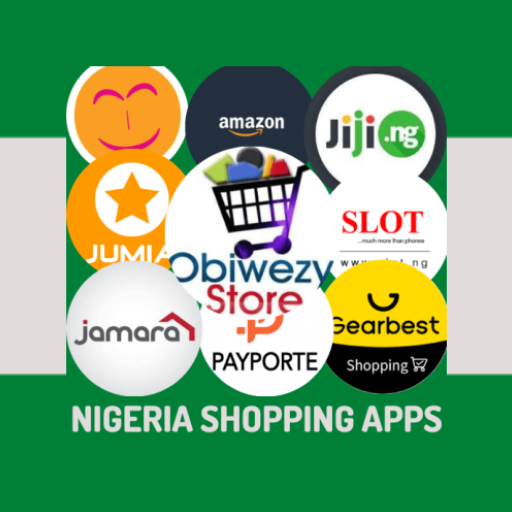 amazon
Jiji.ng
JUMIA
SLOT
...much more than phones
Obiwezy
Store
jamara
PAYPORTE
Gearbest
Shopping
NIGERIA SHOPPING APPS